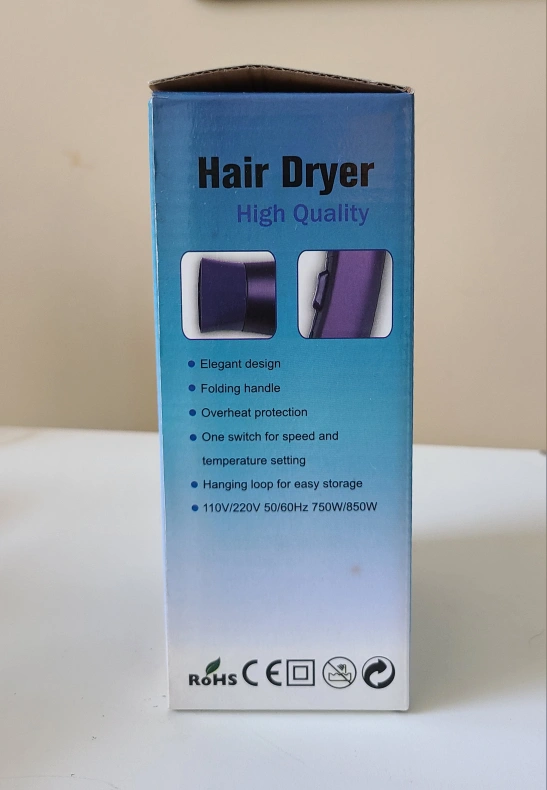 Hair Dryer
High Quality
Elegant design
Folding handle
Overheat protection
One switch for speed and
temperature setting
Hanging loop for easy storage
110V/220V 50/60Hz 750W/850W
RoHS CE